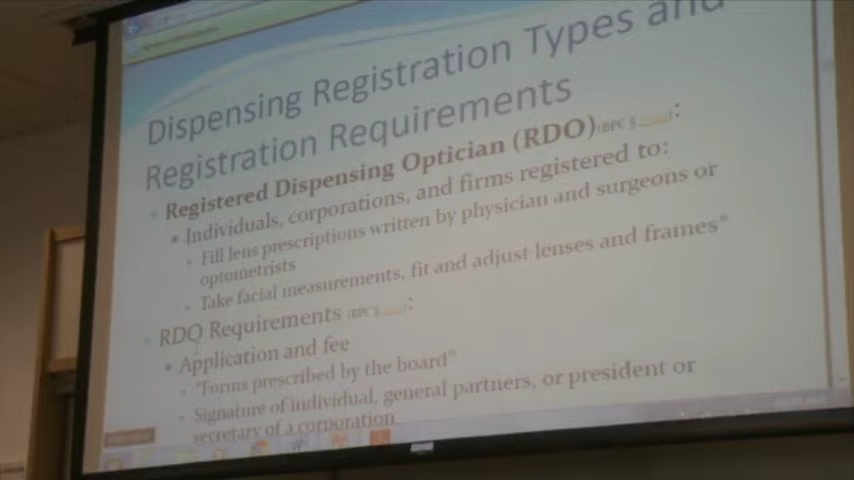 Dispensing Registration Types and
Registration Requirements
Registered Dispensing Optician (RDO) (BPC § :
Individuals, corporations, and firms registered to:
Fill lens prescriptions written by physician and surgeons or
optometrists
Take facial measurements, fit and adjust lenses and frames*
RDO Requirements (BPC § :
Application and fee
"Forms prescribed by the board"
Signature of individual, general partners, or president or
secretary of a corporation